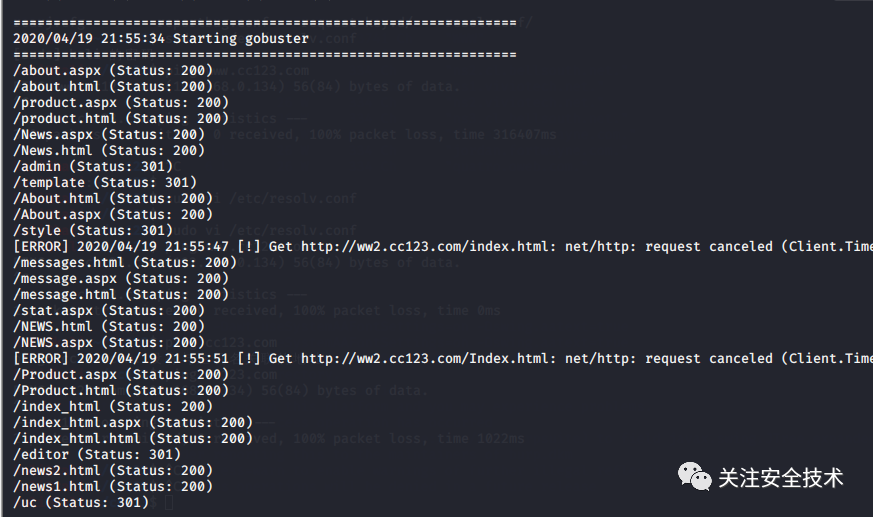 ===============================================================
2020/04/19 21:55:34 Starting gobuster
===============================================================
/about.aspx (Status: 200)
/about.html (Status: 200)
/product.aspx (Status: 200)
/product.html (Status: 200)
/News.aspx (Status: 200)
/News.html (Status: 200)
/admin (Status: 301)
/template (Status: 301)
/About.html (Status: 200)
/About.aspx (Status: 200)
/style (Status: 301)
[ERROR] 2020/04/19 21:55:47 [!] Get http://ww2.cc123.com/index.html: net/http: request canceled (Client.Time
/messages.html (Status: 200)
/message.aspx (Status: 200)
/message.html (Status: 200)
/stat.aspx (Status: 200)
/NEWS.html (Status: 200)
/NEWS.aspx (Status: 200)
[ERROR] 2020/04/19 21:55:51 [!] Get http://ww2.cc123.com/Index.html: net/http: request canceled (Client.Time
/Product.aspx (Status: 200)
/Product.html (Status: 200)
/index_html (Status: 200)
/index_html.aspx (Status: 200)
/index_html.html (Status: 200)
/editor (Status: 301)
/news2.html (Status: 200)
/news1.html (Status: 200)
/uc (Status: 301)
关注安全技术